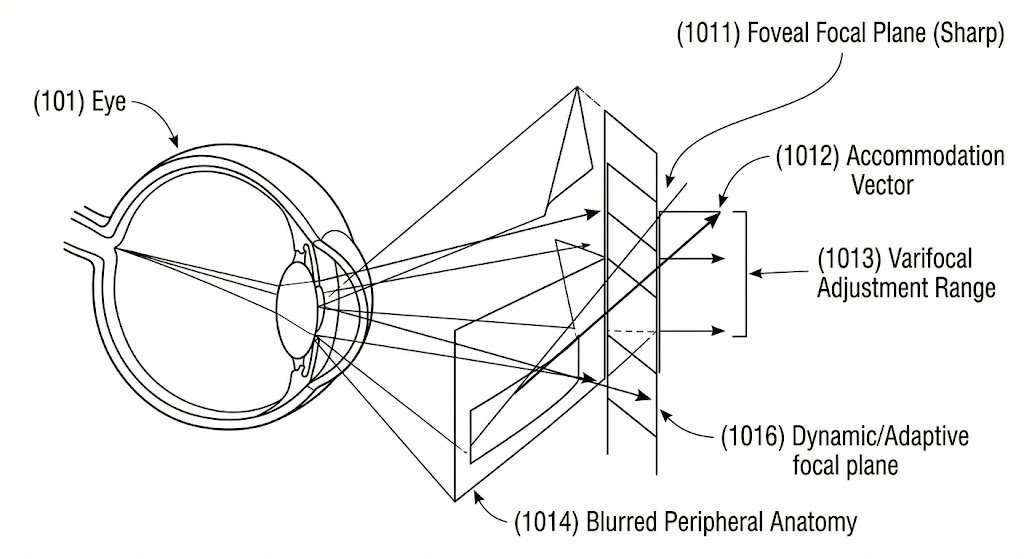 (1011) Foveal Focal Plane (Sharp)
(101) Eye
(1012) Accommodation
Vector
(1013) Varifocal
Adjustment Range
(1016) Dynamic/Adaptive
focal plane
(1014) Blurred Peripheral Anatomy